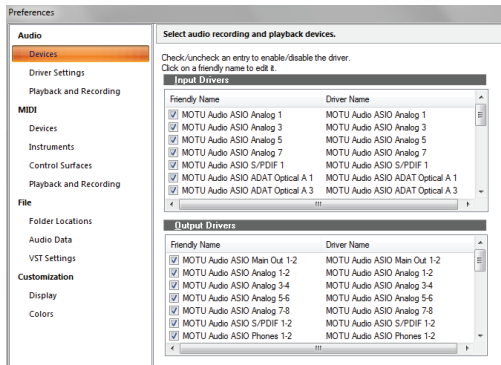 Preferences
Audio
Devices
Driver Settings
Playback and Recording
MIDI
Devices
Instruments
Control Surfaces
Playback and Recording
File
Folder Locations
Audio Data
VST Settings
Customization
Display
Colors
Select audio recording and playback devices.
Check/uncheck an entry to enable/disable the driver.
Click on a friendly name to edit it.
Input Drivers
Friendly Name Driver Name
MOTU Audio ASIO Analog 1 MOTU Audio ASIO Analog 1
MOTU Audio ASIO Analog 3 MOTU Audio ASIO Analog 3
MOTU Audio ASIO Analog 5 MOTU Audio ASIO Analog 5
MOTU Audio ASIO Analog 7 MOTU Audio ASIO Analog 7
MOTU Audio ASIO S/PDIF 1 MOTU Audio ASIO S/PDIF 1
MOTU Audio ASIO ADAT Optical A 1 MOTU Audio ASIO ADAT Optical A 1
MOTU Audio ASIO ADAT Optical A 3 MOTU Audio ASIO ADAT Optical A 3
Output Drivers
Friendly Name Driver Name
MOTU Audio ASIO Main Out 1-2 MOTU Audio ASIO Main Out 1-2
MOTU Audio ASIO Analog 1-2 MOTU Audio ASIO Analog 1-2
MOTU Audio ASIO Analog 3-4 MOTU Audio ASIO Analog 3-4
MOTU Audio ASIO Analog 5-6 MOTU Audio ASIO Analog 5-6
MOTU Audio ASIO Analog 7-8 MOTU Audio ASIO Analog 7-8
MOTU Audio ASIO S/PDIF 1-2 MOTU Audio ASIO S/PDIF 1-2
MOTU Audio ASIO Phones 1-2 MOTU Audio ASIO Phones 1-2